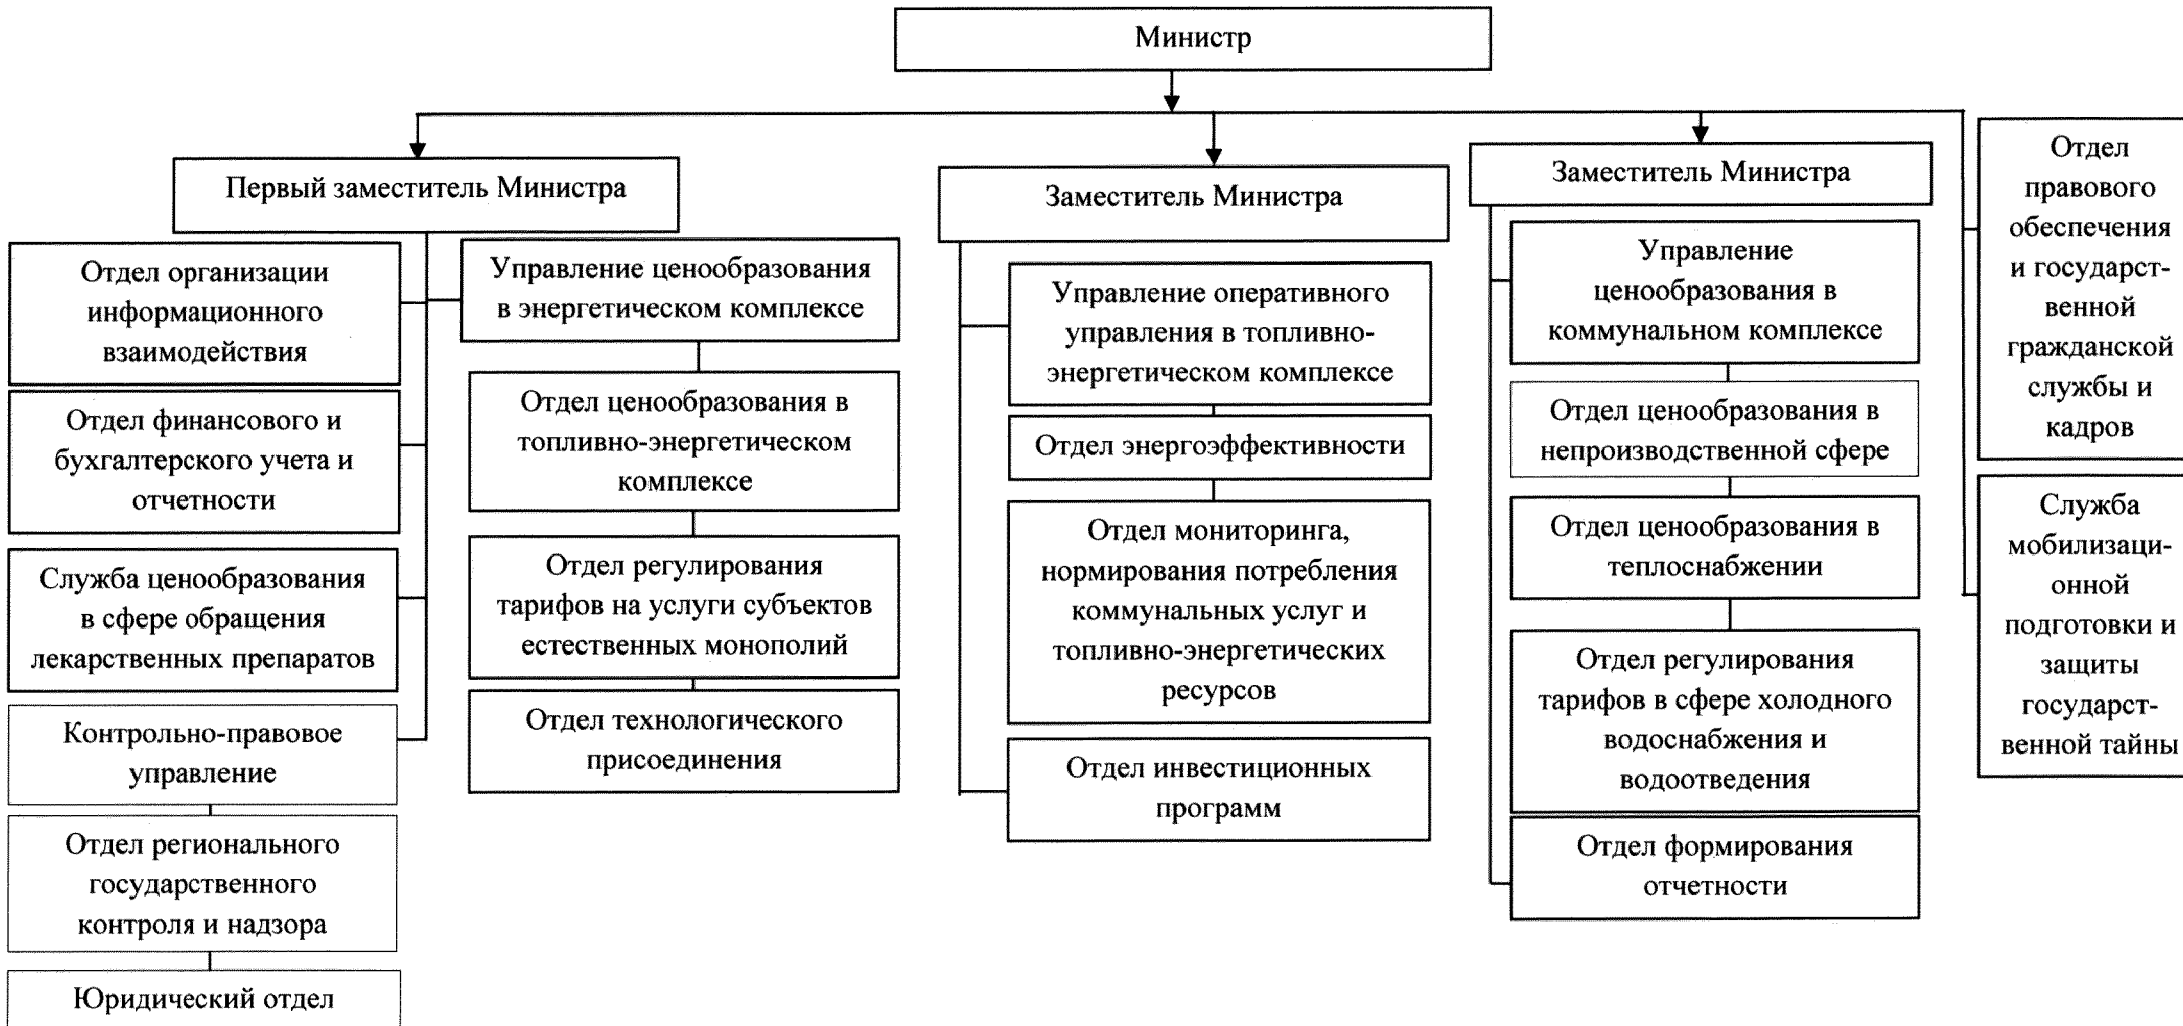 Министр
Первый заместитель Министра
Отдел организации
информационного
взаимодействия
Отдел финансового и
бухгалтерского учета и
отчетности
Служба ценообразования
в сфере обращения
лекарственных препаратов
Контрольно-правовое
управление
Отдел регионального
государственного
контроля и надзора
Юридический отдел
Управление ценообразования
в энергетическом комплексе
Отдел ценообразования в
топливно-энергетическом
комплексе
Отдел регулирования
тарифов на услуги субъектов
естественных монополий
Отдел технологического
присоединения
Заместитель Министра
Управление оперативного
управления в топливно-
энергетическом комплексе
Отдел энергоэффективности
Отдел мониторинга,
нормирования потребления
коммунальных услуг и
топливно-энергетических
ресурсов
Отдел инвестиционных
программ
Заместитель Министра
Управление
ценообразования в
коммунальном комплексе
Отдел ценообразования в
непроизводственной сфере
Отдел ценообразования в
теплоснабжении
Отдел регулирования
тарифов в сфере холодного
водоснабжения и
водоотведения
Отдел формирования
отчетности
Отдел
правового
обеспечения
и государст-
венной
гражданской
службы и
кадров
Служба
мобилизаци-
онной
подготовки и
защиты
государст-
венной тайны